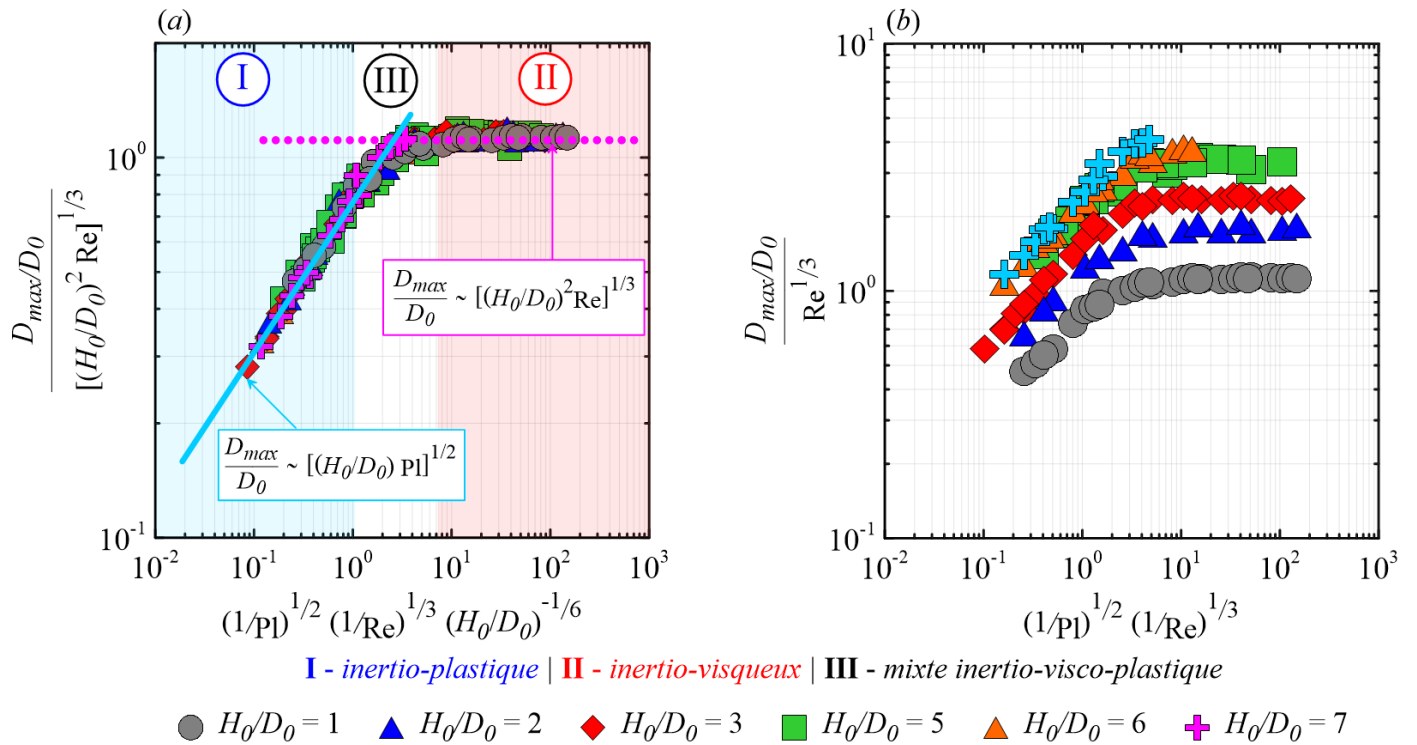 (a)
(b)
I
III
II
D_max/D_0
[(H_0/D_0)^2 Re]^1/3
10^0
10^-1
D_max/D_0 ~ [(H_0/D_0)^2 Re]^1/3
D_max/D_0 ~ [(H_0/D_0) Pl]^1/2
10^-2 10^-1 10^0 10^1 10^2 10^3
(1/Pl)^1/2 (1/Re)^1/3 (H_0/D_0)^-1/6
D_max/D_0
Re^1/3
10^1
10^0
10^-1
10^-2 10^-1 10^0 10^1 10^2 10^3
(1/Pl)^1/2 (1/Re)^1/3
I - inertio-plastique | II - inertio-visqueux | III - mixte inertio-visco-plastique
H_0/D_0 = 1 H_0/D_0 = 2 H_0/D_0 = 3 H_0/D_0 = 5 H_0/D_0 = 6 H_0/D_0 = 7